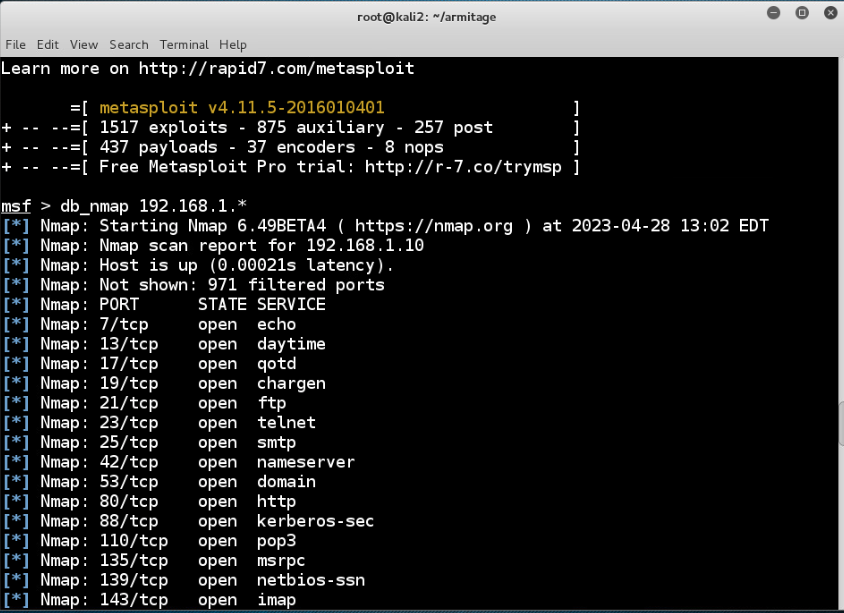 root@kali2: ~/armitage
File Edit View Search Terminal Help
Learn more on http://rapid7.com/metasploit
=[ metasploit v4.11.5-2016010401 ]
+ -- --=[ 1517 exploits - 875 auxiliary - 257 post ]
+ -- --=[ 437 payloads - 37 encoders - 8 nops ]
+ -- --=[ Free Metasploit Pro trial: http://r-7.co/trymsp ]
msf > db_nmap 192.168.1.*
[*] Nmap: Starting Nmap 6.49BETA4 ( https://nmap.org ) at 2023-04-28 13:02 EDT
[*] Nmap: Nmap scan report for 192.168.1.10
[*] Nmap: Host is up (0.00021s latency).
[*] Nmap: Not shown: 971 filtered ports
[*] Nmap: PORT STATE SERVICE
[*] Nmap: 7/tcp open echo
[*] Nmap: 13/tcp open daytime
[*] Nmap: 17/tcp open qotd
[*] Nmap: 19/tcp open chargen
[*] Nmap: 21/tcp open ftp
[*] Nmap: 23/tcp open telnet
[*] Nmap: 25/tcp open smtp
[*] Nmap: 42/tcp open nameserver
[*] Nmap: 53/tcp open domain
[*] Nmap: 80/tcp open http
[*] Nmap: 88/tcp open kerberos-sec
[*] Nmap: 110/tcp open pop3
[*] Nmap: 135/tcp open msrpc
[*] Nmap: 139/tcp open netbios-ssn
[*] Nmap: 143/tcp open imap